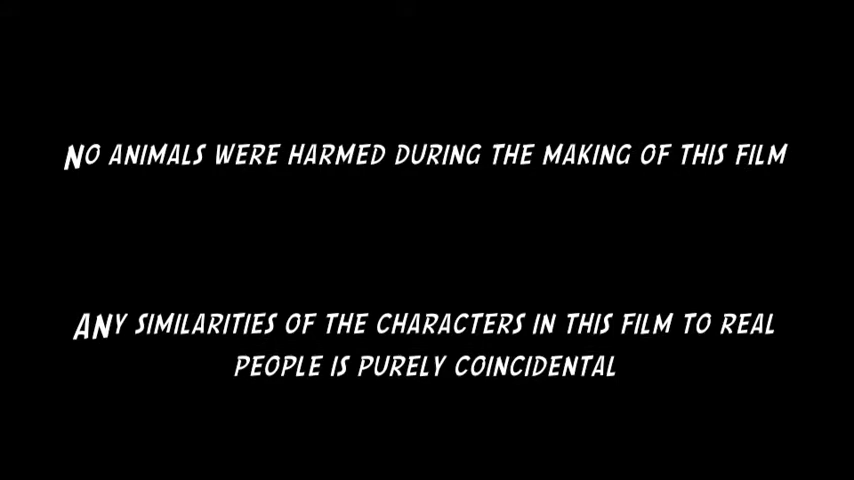 No animals were harmed during the making of this film
ANy similarities of the characters in this film to real
people is purely coincidental